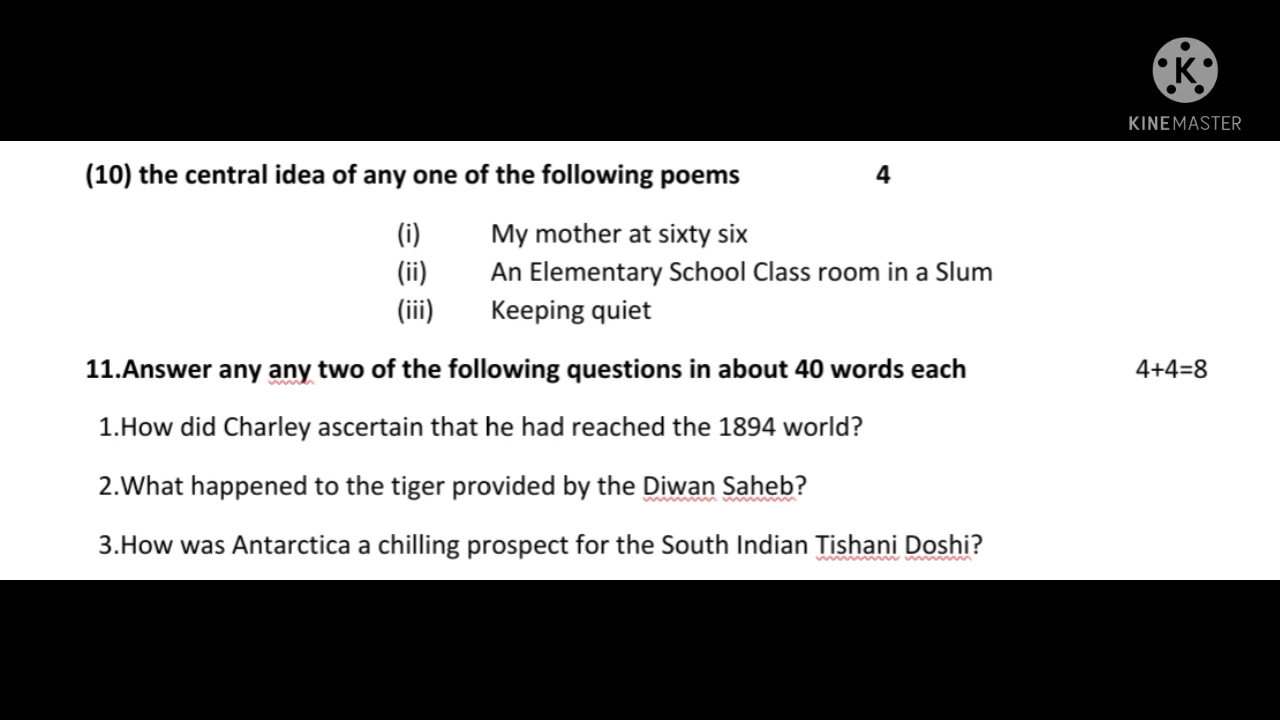 K
KINEMASTER
(10) the central idea of any one of the following poems 4
(i) My mother at sixty six
(ii) An Elementary School Class room in a Slum
(iii) Keeping quiet
11.Answer any any two of the following questions in about 40 words each 4+4=8
1.How did Charley ascertain that he had reached the 1894 world?
2.What happened to the tiger provided by the Diwan Saheb?
3.How was Antarctica a chilling prospect for the South Indian Tishani Doshi?